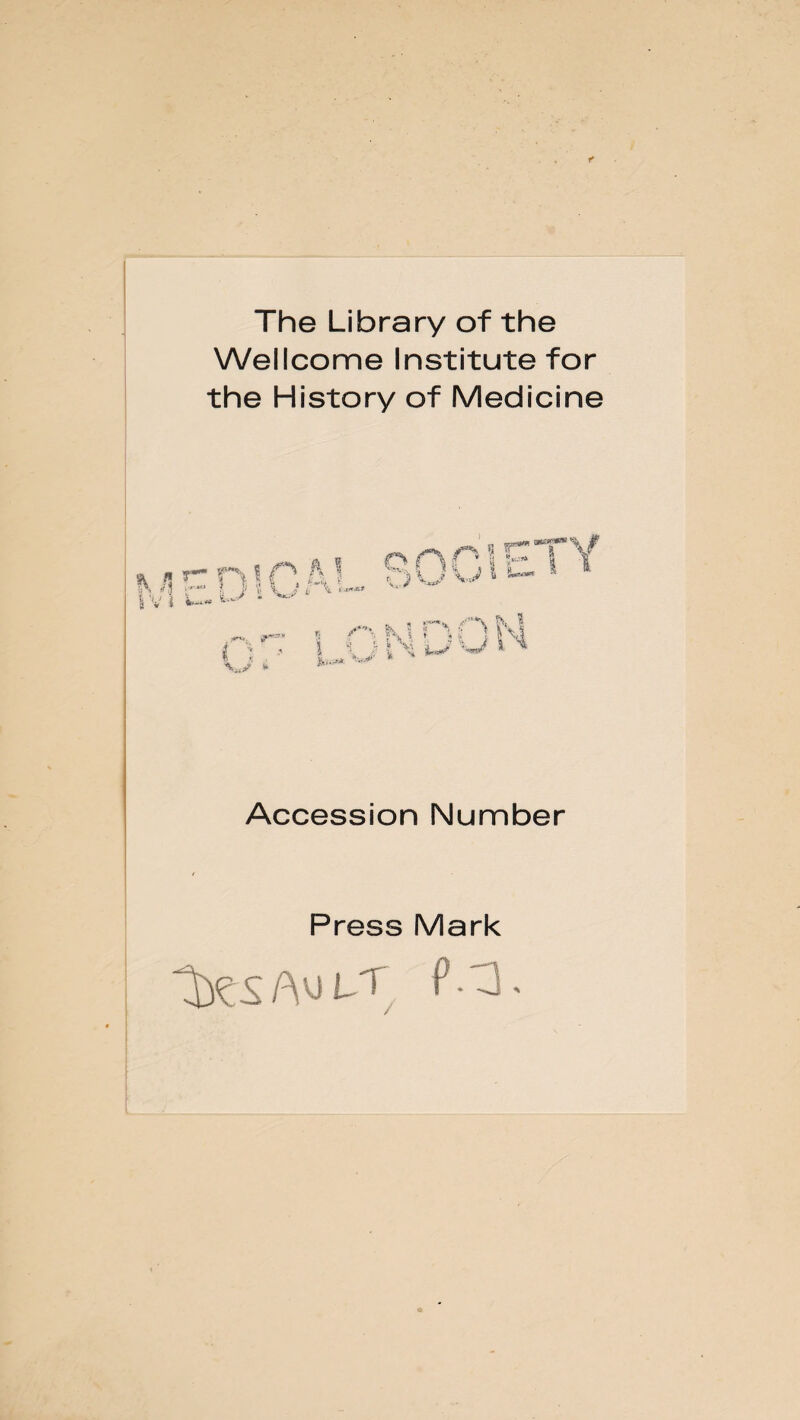 The Library of the
Wellcome Institute for
the History of Medicine
MEDICAL SOCIETY
OF LONDON
Accession Number
Press Mark
DESAULT, P.J.